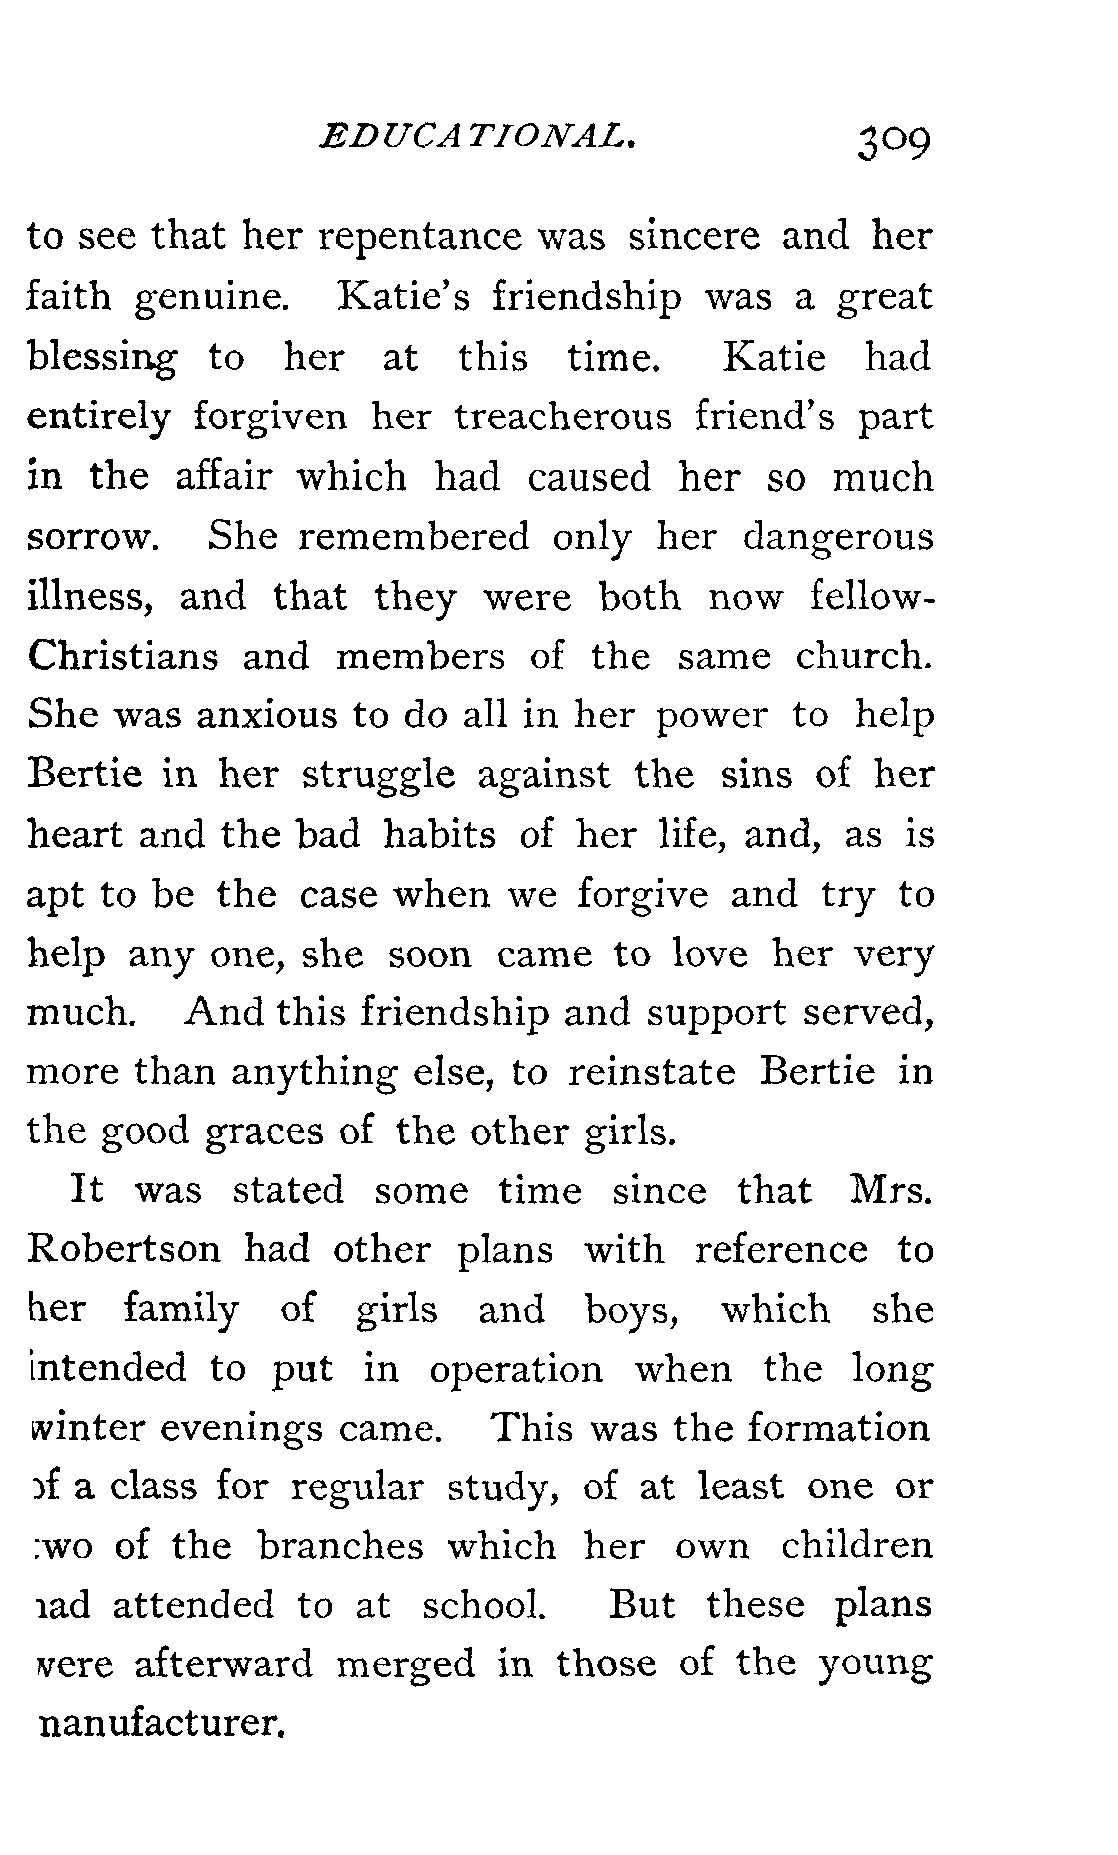 EDUCATIONAL. 309
to see that her repentance was sincere and her
faith genuine. Katie's friendship was a great
blessing to her at this time. Katie had
entirely forgiven her treacherous friend's part
in the affair which had caused her so much
sorrow. She remembered only her dangerous
illness, and that they were both now fellow-
Christians and members of the same church.
She was anxious to do all in her power to help
Bertie in her struggle against the sins of her
heart and the bad habits of her life, and, as is
apt to be the case when we forgive and try to
help any one, she soon came to love her very
much. And this friendship and support served,
more than anything else, to reinstate Bertie in
the good graces of the other girls.
It was stated some time since that Mrs.
Robertson had other plans with reference to
her family of girls and boys, which she
intended to put in operation when the long
winter evenings came. This was the formation
of a class for regular study, of at least one or
two of the branches which her own children
had attended to at school. But these plans
were afterward merged in those of the young
manufacturer.